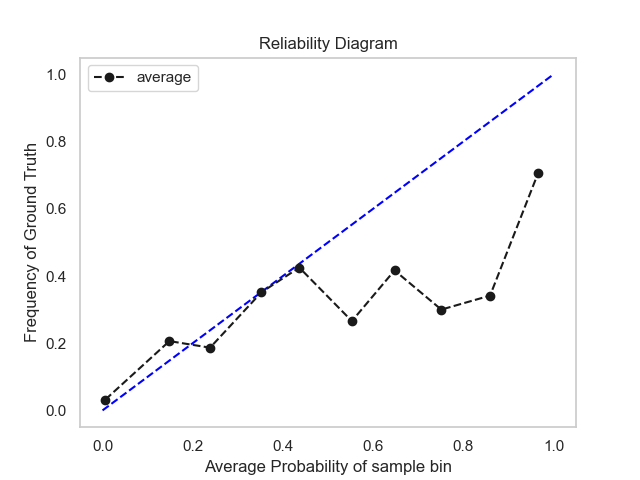 Reliability Diagram
average
Frequency of Ground Truth
1.0
0.8
0.6
0.4
0.2
0.0
0.0 0.2 0.4 0.6 0.8 1.0
Average Probability of sample bin